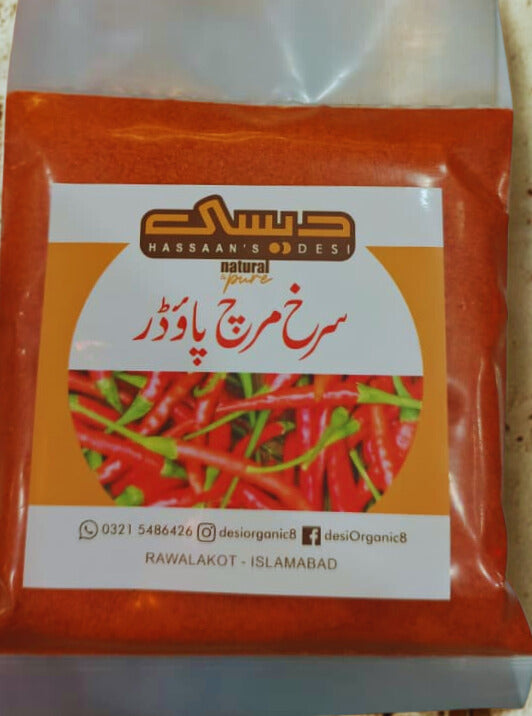 دیسی
HASSAAN'S DESI
natural
& pure
سرخ مرچ پاؤڈر
0321 5486426 desiorganic8 desiOrganic8
RAWALAKOT - ISLAMABAD